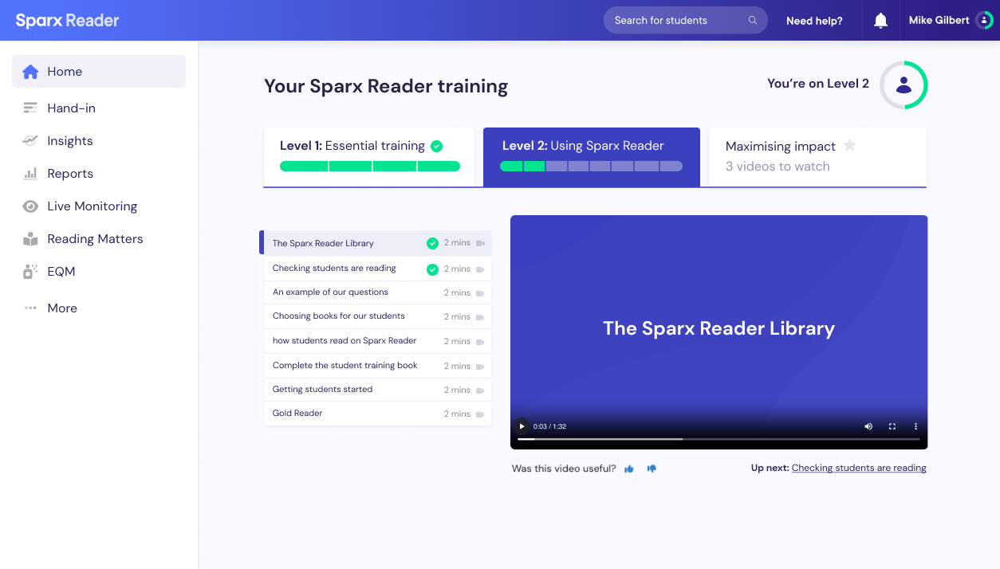 Sparx Reader
Search for students
Need help?
Mike Gilbert
Home
Hand-in
Insights
Reports
Live Monitoring
Reading Matters
EQM
More
Your Sparx Reader training
You're on Level 2
Level 1: Essential training
Level 2: Using Sparx Reader
Maximising impact
3 videos to watch
The Sparx Reader Library 2 mins
Checking students are reading 2 mins
An example of our questions 2 mins
Choosing books for our students 2 mins
how students read on Sparx Reader 2 mins
Complete the student training book 2 mins
Getting students started 2 mins
Gold Reader 2 mins
The Sparx Reader Library
0:03 / 1:32
Was this video useful?
Up next: Checking students are reading